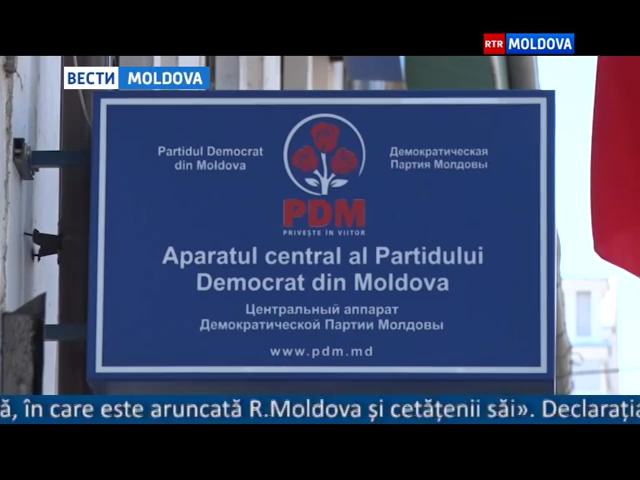 RTR MOLDOVA
ВЕСТИ MOLDOVA
Partidul Democrat
din Moldova
Демократическая
Партия Молдовы
PDM
PRIVEȘTE ÎN VIITOR
Aparatul central al Partidului
Democrat din Moldova
Центральный аппарат
Демократической Партии Молдовы
www.pdm.md
ă, în care este aruncată R.Moldova și cetățenii săi». Declarația